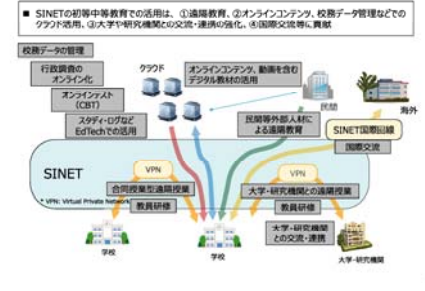 ■ SINETの初等中等教育での活用は、①遠隔教育、②オンラインコンテンツ、校務データ管理などでの
クラウド活用、③大学や研究機関との交流・連携の強化、④国際交流等に貢献
校務データの管理
行政調査の
オンライン化
オンラインテスト
(CBT)
スタディ・ログなど
EdTechでの活用
クラウド
オンラインコンテンツ、動画を含む
デジタル教材の活用
民間
海外
民間等外部人材に
よる遠隔教育
SINET国際回線
国際交流
SINET
VPN
VPN
合同授業型遠隔授業
大学・研究機関との遠隔授業
* VPN: Virtual Private Network
教員研修
教員研修
大学・研究機関
との交流・連携
学校
学校
大学・研究機関